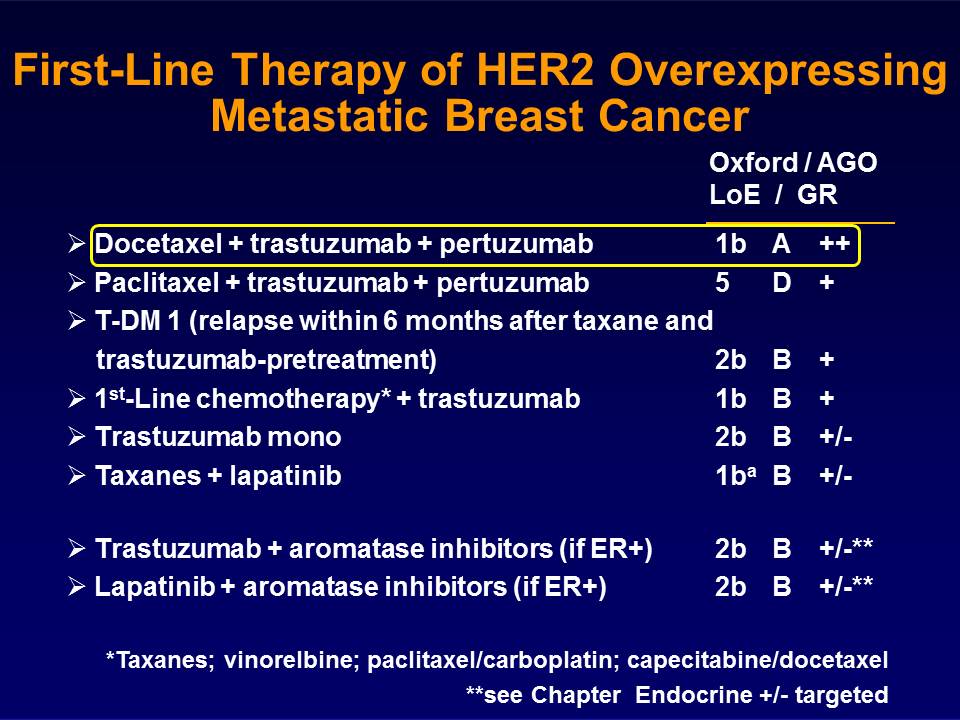 First-Line Therapy of HER2 Overexpressing
Metastatic Breast Cancer
Oxford / AGO
LoE / GR
➢ Docetaxel + trastuzumab + pertuzumab 1b A ++
➢ Paclitaxel + trastuzumab + pertuzumab 5 D +
➢ T-DM 1 (relapse within 6 months after taxane and
trastuzumab-pretreatment) 2b B +
➢ 1st-Line chemotherapy* + trastuzumab 1b B +
➢ Trastuzumab mono 2b B +/-
➢ Taxanes + lapatinib 1bª B +/-
➢ Trastuzumab + aromatase inhibitors (if ER+) 2b B +/-**
➢ Lapatinib + aromatase inhibitors (if ER+) 2b B +/-**
*Taxanes; vinorelbine; paclitaxel/carboplatin; capecitabine/docetaxel
**see Chapter Endocrine +/- targeted